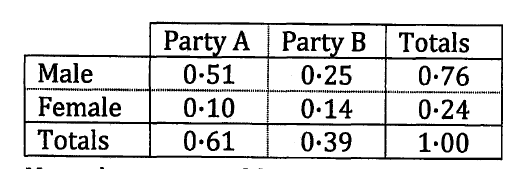 Party A Party B Totals
Male 0·51 0·25 0·76
Female 0·10 0·14 0·24
Totals 0·61 0·39 1·00